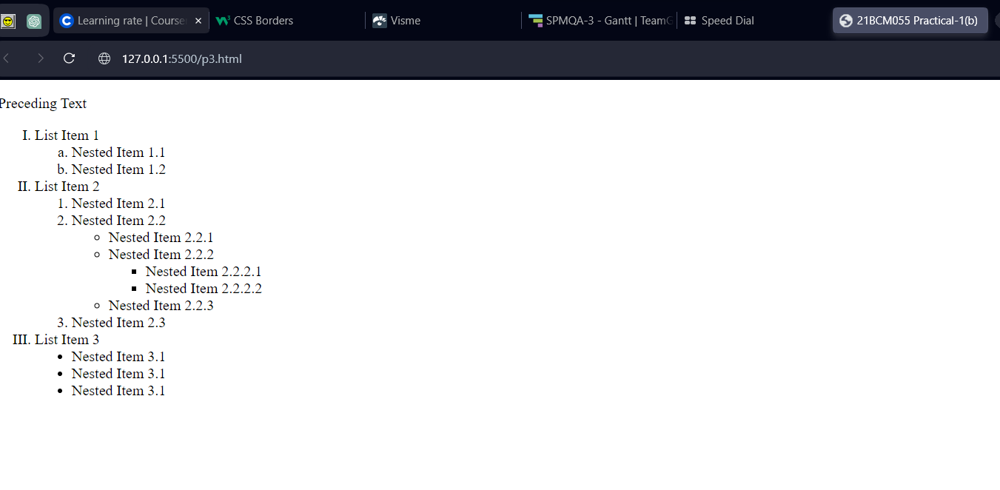 Learning rate | Course
CSS Borders
Visme
SPMQA-3 - Gantt | TeamG
Speed Dial
21BCM055 Practical-1(b)
127.0.0.1:5500/p3.html
Preceding Text
I. List Item 1
a. Nested Item 1.1
b. Nested Item 1.2
II. List Item 2
1. Nested Item 2.1
2. Nested Item 2.2
Nested Item 2.2.1
Nested Item 2.2.2
Nested Item 2.2.2.1
Nested Item 2.2.2.2
Nested Item 2.2.3
3. Nested Item 2.3
III. List Item 3
Nested Item 3.1
Nested Item 3.1
Nested Item 3.1